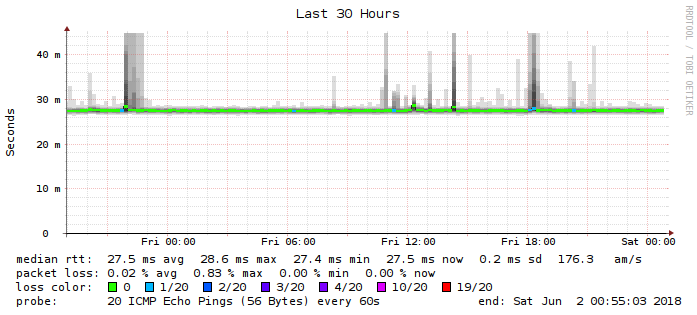 Last 30 Hours
RRDTOOL / TOBI OETIKER
Seconds
40 m
30 m
20 m
10 m
0
Fri 00:00 Fri 06:00 Fri 12:00 Fri 18:00 Sat 00:00
median rtt: 27.5 ms avg 28.6 ms max 27.4 ms min 27.5 ms now 0.2 ms sd 176.3 am/s
packet loss: 0.02 % avg 0.83 % max 0.00 % min 0.00 % now
loss color: 0 1/20 2/20 3/20 4/20 10/20 19/20
probe: 20 ICMP Echo Pings (56 Bytes) every 60s end: Sat Jun 2 00:55:03 2018